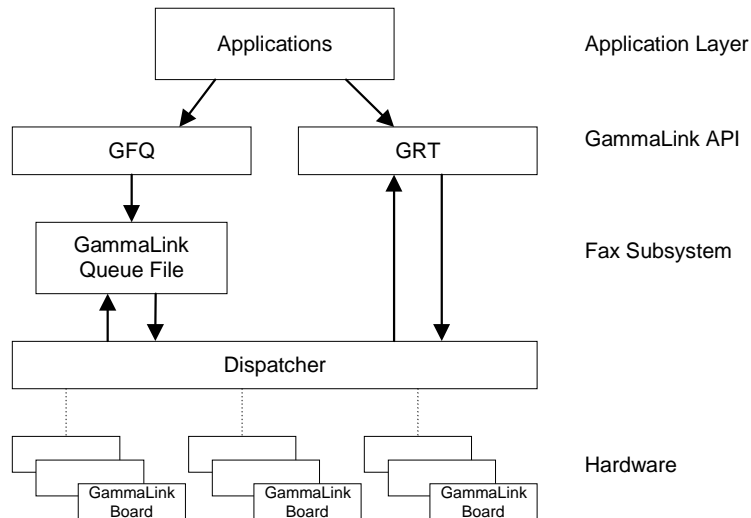 Applications
Application Layer
GFQ
GRT
GammaLink API
GammaLink
Queue File
Fax Subsystem
Dispatcher
Hardware
GammaLink
Board
GammaLink
Board
GammaLink
Board